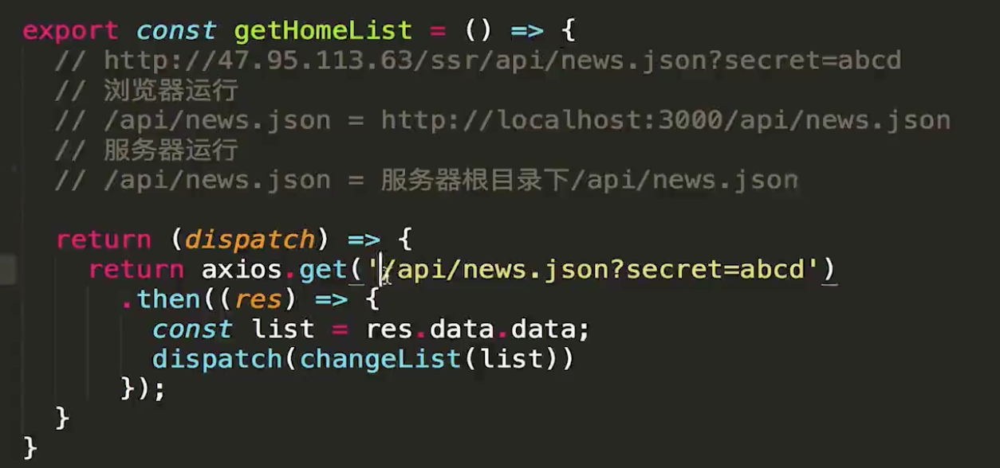 export const getHomeList = () => {
// http://47.95.113.63/ssr/api/news.json?secret=abcd
// 浏览器运行
// /api/news.json = http://localhost:3000/api/news.json
// 服务器运行
// /api/news.json = 服务器根目录下/api/news.json
return (dispatch) => {
return axios.get('/api/news.json?secret=abcd')
.then((res) => {
const list = res.data.data;
dispatch(changeList(list))
});
}
}